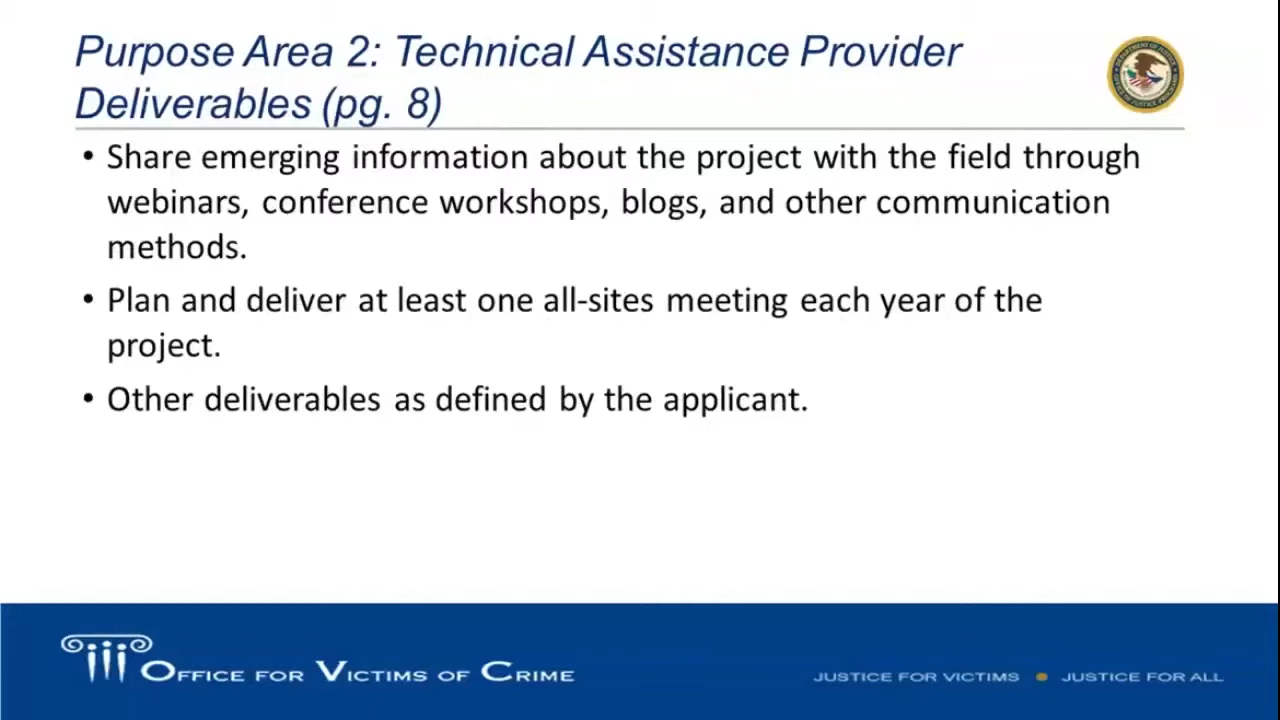 Purpose Area 2: Technical Assistance Provider
Deliverables (pg. 8)
• Share emerging information about the project with the field through
webinars, conference workshops, blogs, and other communication
methods.
• Plan and deliver at least one all-sites meeting each year of the
project.
• Other deliverables as defined by the applicant.
OFFICE FOR VICTIMS OF CRIME
JUSTICE FOR VICTIMS • JUSTICE FOR ALL